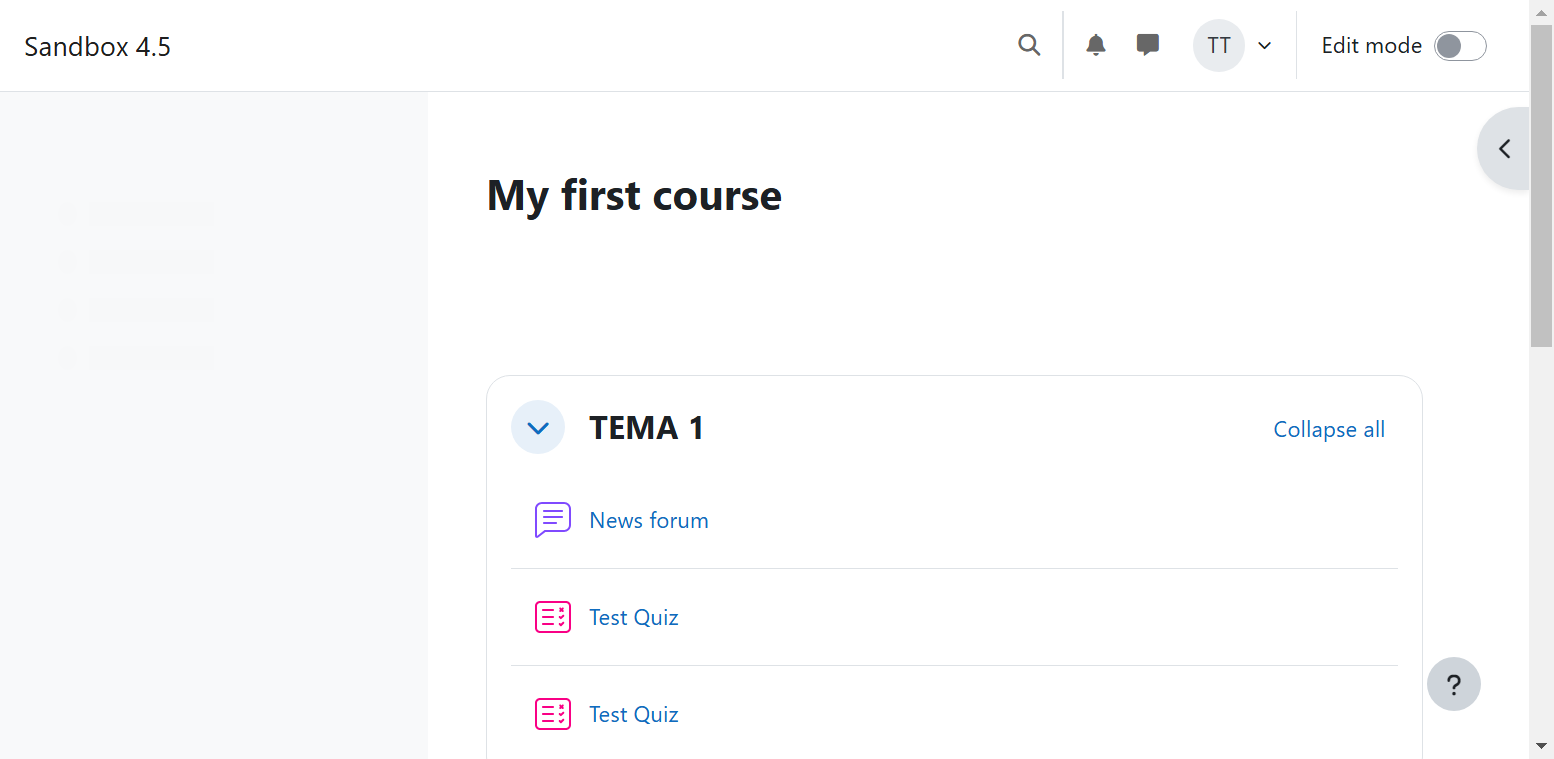 Sandbox 4.5
TT
Edit mode
My first course
TEMA 1
Collapse all
News forum
Test Quiz
Test Quiz
?